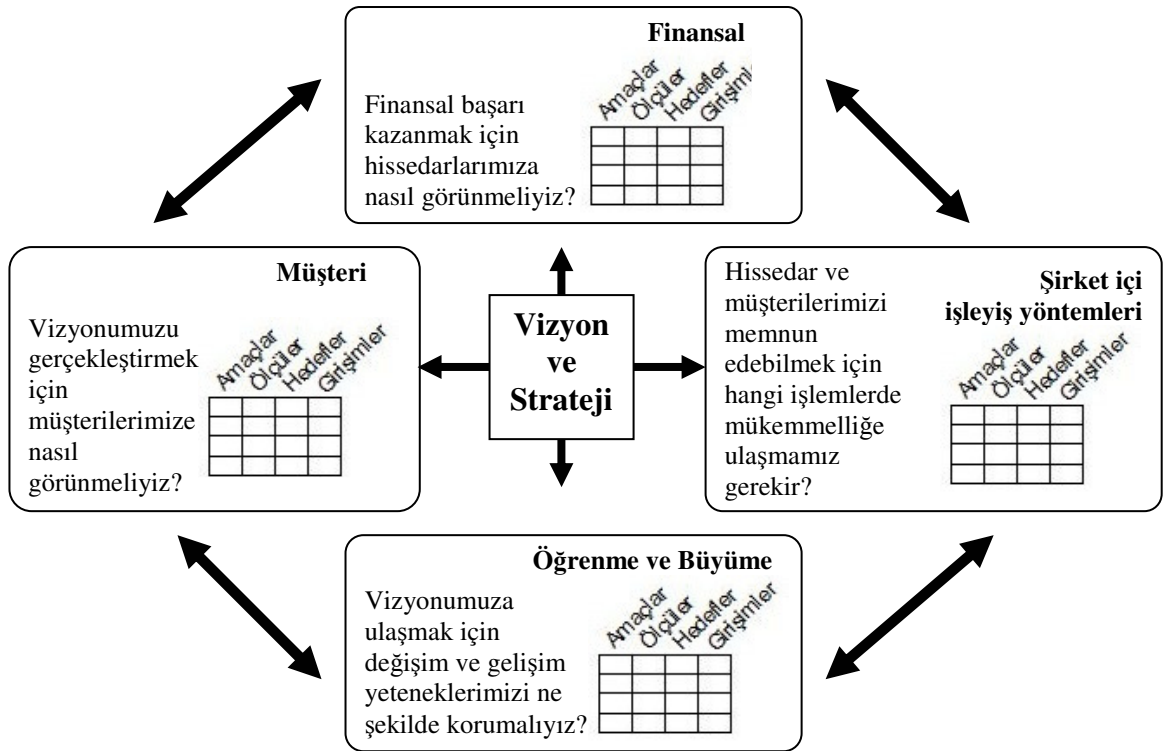 Finansal
Amaçlar
Ölçüler
Hedefler
Girişiml
Finansal başarı
kazanmak için
hissedarlarımıza
nasıl görünmeliyiz?
Müşteri
Vizyonumuzu
gerçekleştirmek
için
müşterilerimize
nasıl
görünmeliyiz?
Amaçlar
Ölçüler
Hedefler
Girişimler
Vizyon
ve
Strateji
Şirket içi
işleyiş yöntemleri
Hissedar ve
müşterilerimizi
memnun
edebilmek için
hangi işlemlerde
mükemmelliğe
ulaşmamız
gerekir?
Amaçlar
Ölçüler
Hedefler
Girişimler
Öğrenme ve Büyüme
Vizyonumuza
ulaşmak için
değişim ve gelişim
yeteneklerimizi ne
şekilde korumalıyız?
Amaçlar
Ölçüler
Hedefler
Girişimler